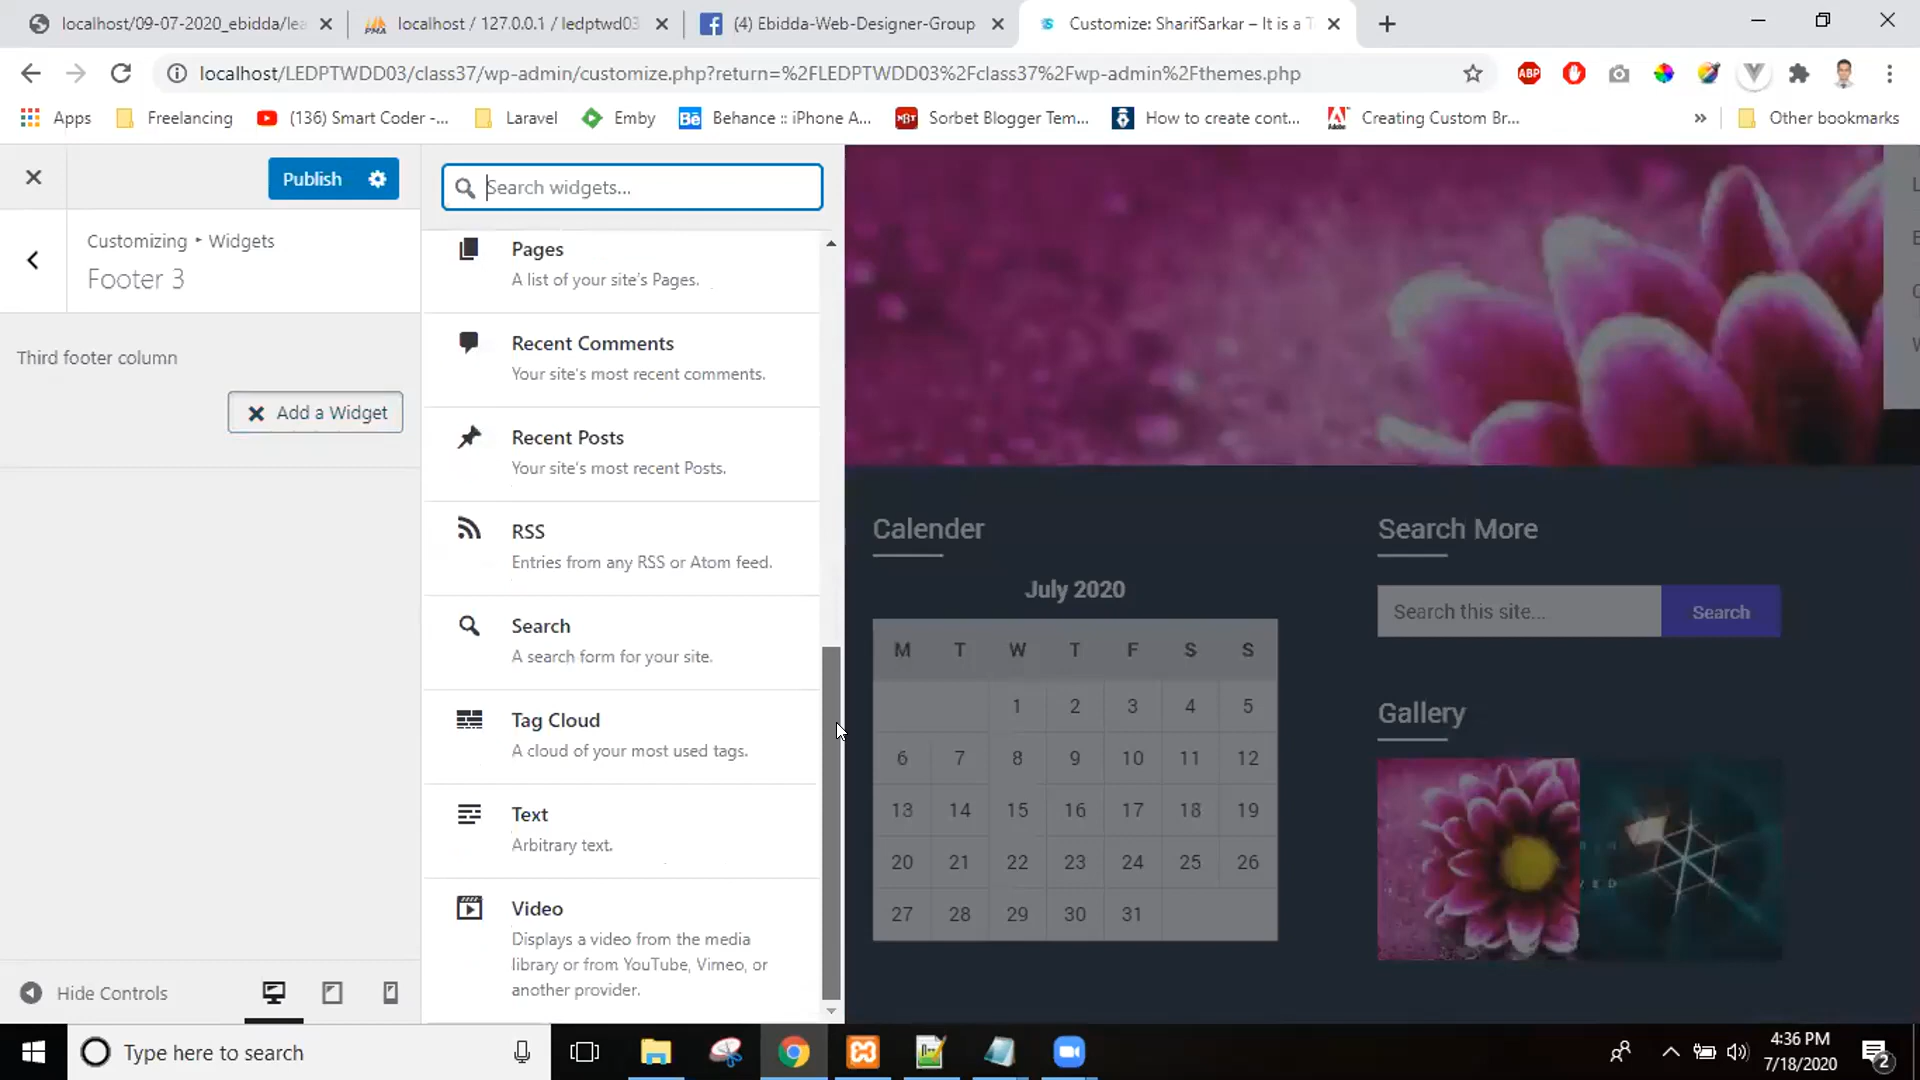 localhost/09-07-2020_ebidda/lea
localhost / 127.0.0.1 / ledptwd03
(4) Ebidda-Web-Designer-Group
Customize: SharifSarkar – It is a T
localhost/LEDPTWDD03/class37/wp-admin/customize.php?return=%2FLEDPTWDD03%2Fclass37%2Fwp-admin%2Fthemes.php
ABP
Apps
Freelancing
(136) Smart Coder -...
Laravel
Emby
Behance :: iPhone A...
Sorbet Blogger Tem...
How to create cont...
Creating Custom Br...
»
Other bookmarks
Publish
Search widgets...
Customizing ▸ Widgets
Footer 3
Third footer column
Add a Widget
Pages
A list of your site's Pages.
Recent Comments
Your site's most recent comments.
Recent Posts
Your site's most recent Posts.
RSS
Entries from any RSS or Atom feed.
Search
A search form for your site.
Tag Cloud
A cloud of your most used tags.
Text
Arbitrary text.
Video
Displays a video from the media
library or from YouTube, Vimeo, or
another provider.
Hide Controls
Calender
July 2020
M T W T F S S
1 2 3 4 5
6 7 8 9 10 11 12
13 14 15 16 17 18 19
20 21 22 23 24 25 26
27 28 29 30 31
Search More
Search this site...
Search
Gallery
Type here to search
4:36 PM
7/18/2020
2